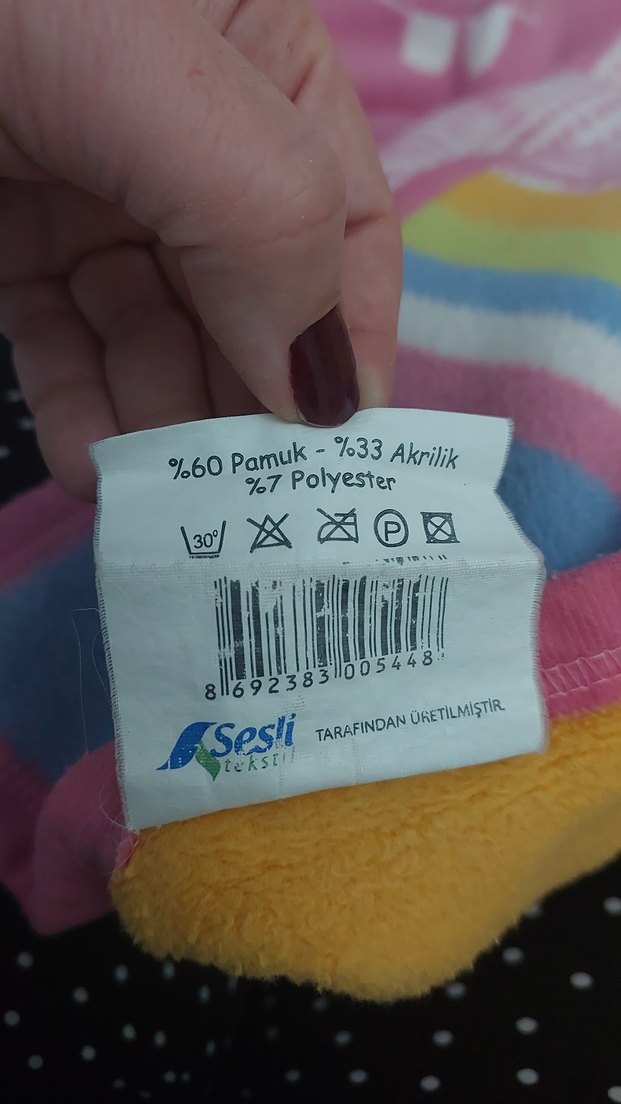 %60 Pamuk - %33 Akrilik
%7 Polyester
30° P
8 692383 005448
Sesli
tekstil
TARAFINDAN ÜRETİLMİŞTİR.